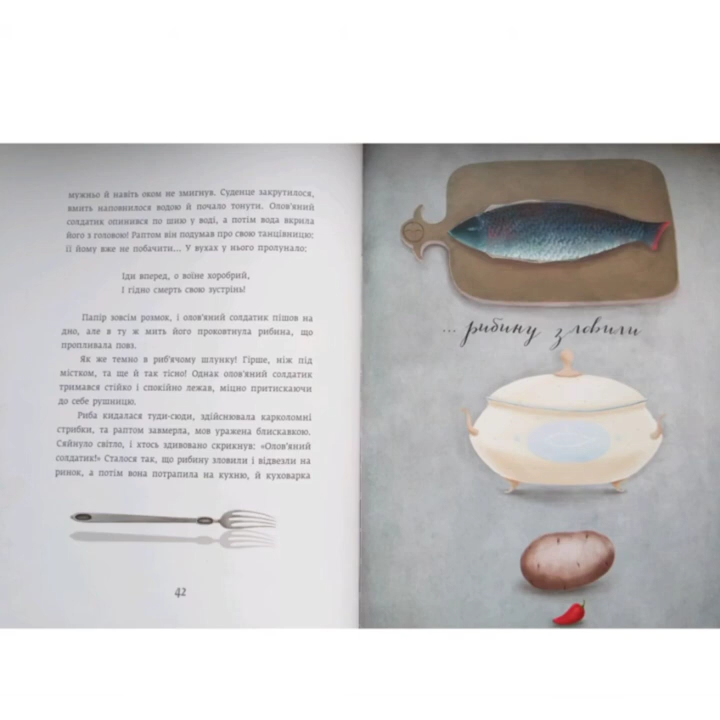 мужньо й навіть оком не змигнув. Суденце закрутилося,
вмить наповнилося водою й почало тонути. Олов'яний
солдатик опинився по шию у воді, а потім вода вкрила
його з головою! Раптом він подумав про свою танцівницю:
її йому вже не побачити... У вухах у нього пролунало:
Іди вперед, о воїне хоробрий,
І гідно смерть свою зустрінь!
Папір зовсім розмок, і олов'яний солдатик пішов на
дно, але в ту ж мить його проковтнула рибина, що
пропливала повз.
Як же темно в риб'ячому шлунку! Гірше, ніж під
містком, та ще й так тісно! Однак олов'яний солдатик
тримався стійко і спокійно лежав, міцно притискаючи
до себе рушницю.
Риба кидалася туди-сюди, здійснювала карколомні
стрибки, та раптом завмерла, мов уражена блискавкою.
Сяйнуло світло, і хтось здивовано скрикнув: «Олов'яний
солдатик!» Сталося так, що рибину зловили і відвезли на
ринок, а потім вона потрапила на кухню, й куховарка
42
... рибину зловили